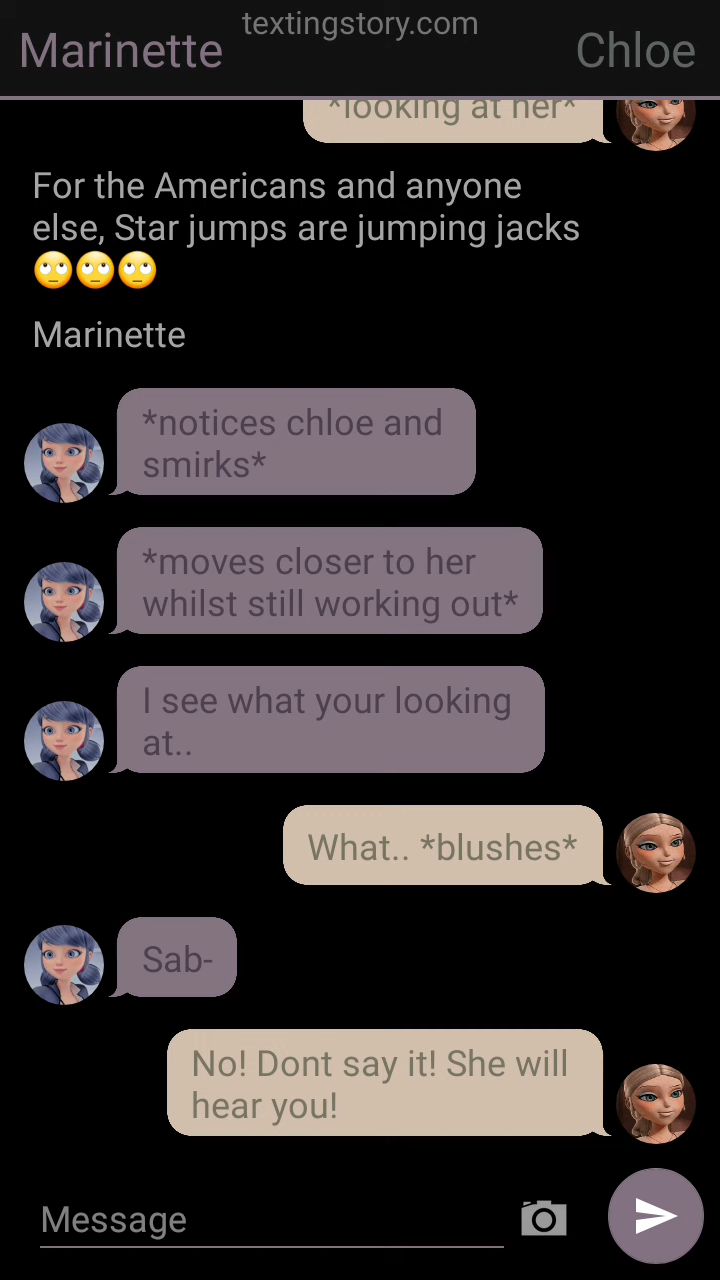 textingstory.com
Marinette
Chloe
*looking at her*
For the Americans and anyone
else, Star jumps are jumping jacks
🙄🙄🙄
Marinette
*notices chloe and
smirks*
*moves closer to her
whilst still working out*
I see what your looking
at..
What.. *blushes*
Sab-
No! Dont say it! She will
hear you!
Message